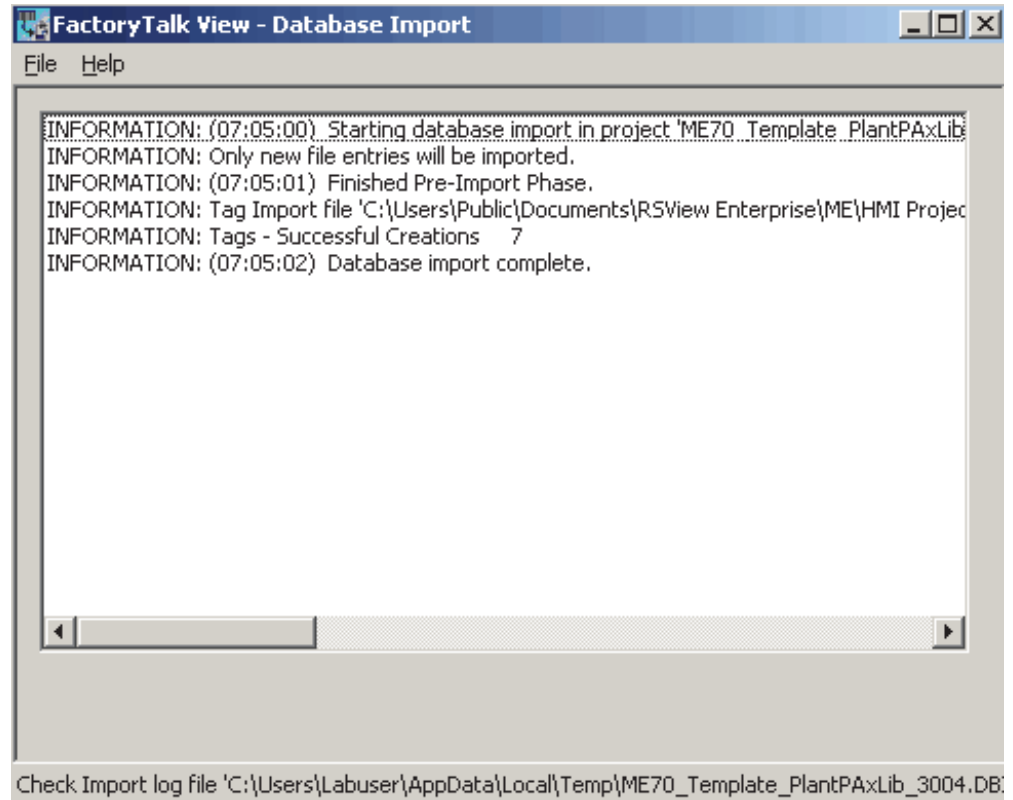 FactoryTalk View - Database Import
File Help
INFORMATION: (07:05:00) Starting database import in project 'ME70_Template_PlantPAxLib
INFORMATION: Only new file entries will be imported.
INFORMATION: (07:05:01) Finished Pre-Import Phase.
INFORMATION: Tag Import file 'C:\Users\Public\Documents\RSView Enterprise\ME\HMI Projec
INFORMATION: Tags - Successful Creations 7
INFORMATION: (07:05:02) Database import complete.
Check Import log file 'C:\Users\Labuser\AppData\Local\Temp\ME70_Template_PlantPAxLib_3004.DB